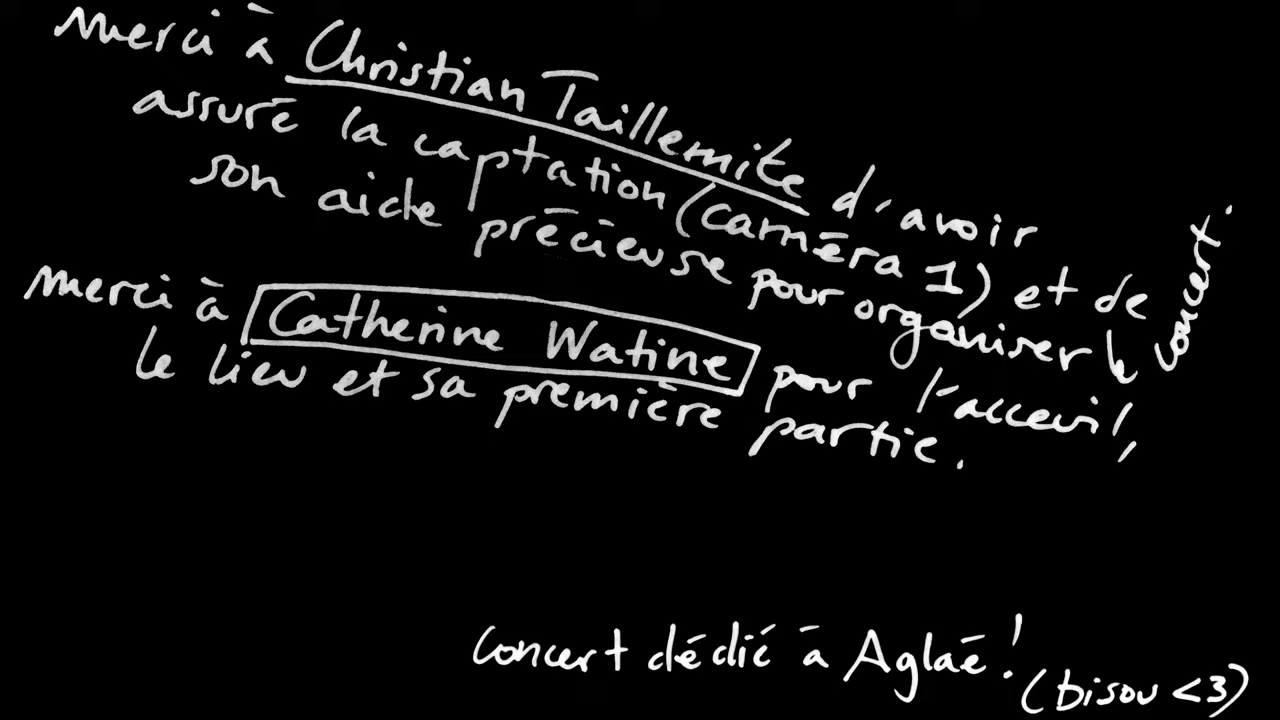 merci à Christian Taillemite d'avoir
assuré la captation (caméra 1) et de
son aide précieuse pour organiser le
concert.
merci à Catherine Watine pour l'acceuil,
le lieu et sa première partie.
concert dédié à Aglaé !
(bisou <3)